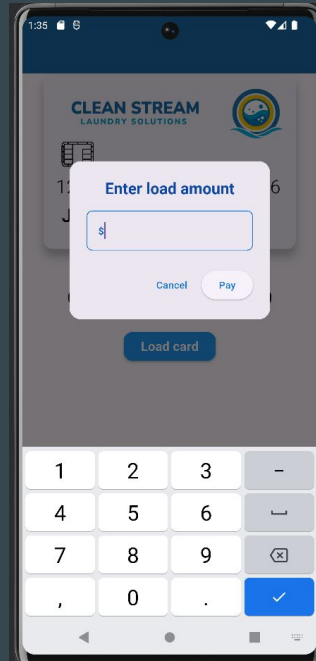 1:35
CLEAN STREAM
LAUNDRY SOLUTIONS
Enter load amount
$
Cancel Pay
Load card
1 2 3 –
4 5 6
7 8 9
, 0 .